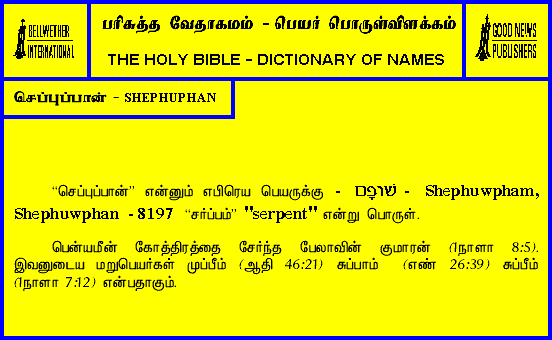 BELLWETHER
INTERNATIONAL
பரிசுத்த வேதாகமம் - பெயர் பொருள்விளக்கம்
THE HOLY BIBLE - DICTIONARY OF NAMES
GOOD NEWS
PUBLISHERS
செப்புப்பான் - SHEPHUPHAN
“செப்புப்பான்” என்னும் எபிரெய பெயருக்கு - שׁוּפָם - Shephuwpham,
Shephuwphan - 8197 “சர்ப்பம்” "serpent" என்று பொருள்.
பென்யமீன் கோத்திரத்தை சேர்ந்த பேலாவின் குமாரன் (1நாளா 8:5).
இவனுடைய மறுபெயர்கள் முப்பீம் (ஆதி 46:21) சுப்பாம் (எண் 26:39) சுப்பீம்
(1நாளா 7:12) என்பதாகும்.